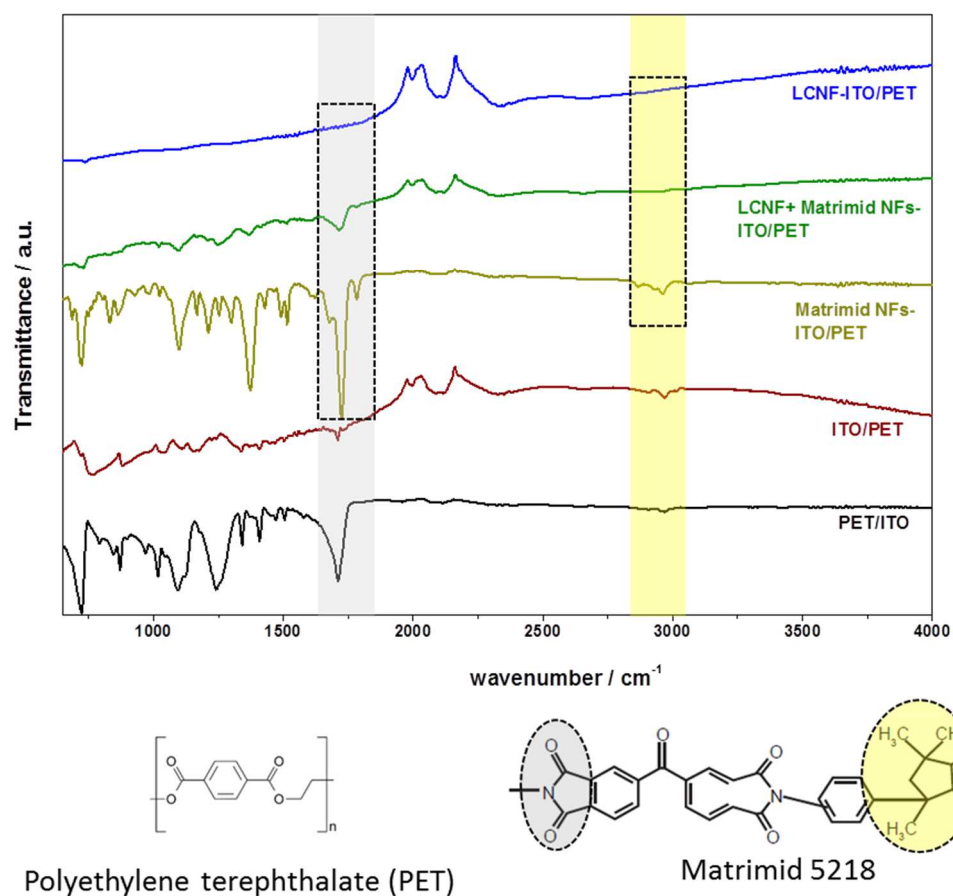 Transmittance / a.u.
LCNF-ITO/PET
LCNF+ Matrimid NFs-
ITO/PET
Matrimid NFs-
ITO/PET
ITO/PET
PET/ITO
1000 1500 2000 2500 3000 3500 4000
wavenumber / cm-1
O O
O O
n
O O O
H3C CH
N N
O O
H3C
Polyethylene terephthalate (PET)
Matrimid 5218